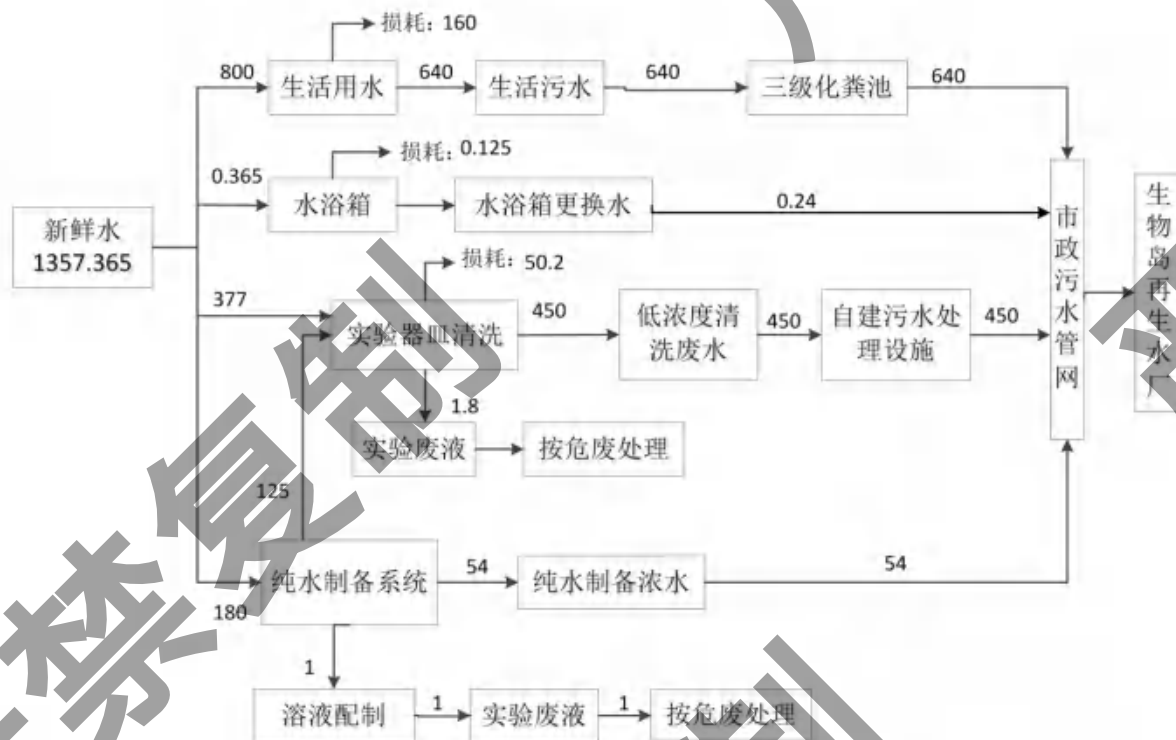 损耗：160
800
生活用水
640
生活污水
640
三级化粪池
640
损耗：0.125
0.365
水浴箱
水浴箱更换水
0.24
新鲜水
1357.365
市政污水管网
生物岛再生水厂
损耗：50.2
377
实验器皿清洗
450
低浓度清
洗废水
450
自建污水处
理设施
450
1.8
实验废液
按危废处理
125
纯水制备系统
54
纯水制备浓水
54
180
1
溶液配制
1
实验废液
1
按危废处理
禁复制
制